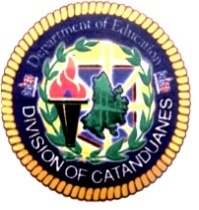 Department of Education
DIVISION OF CATANDUANES